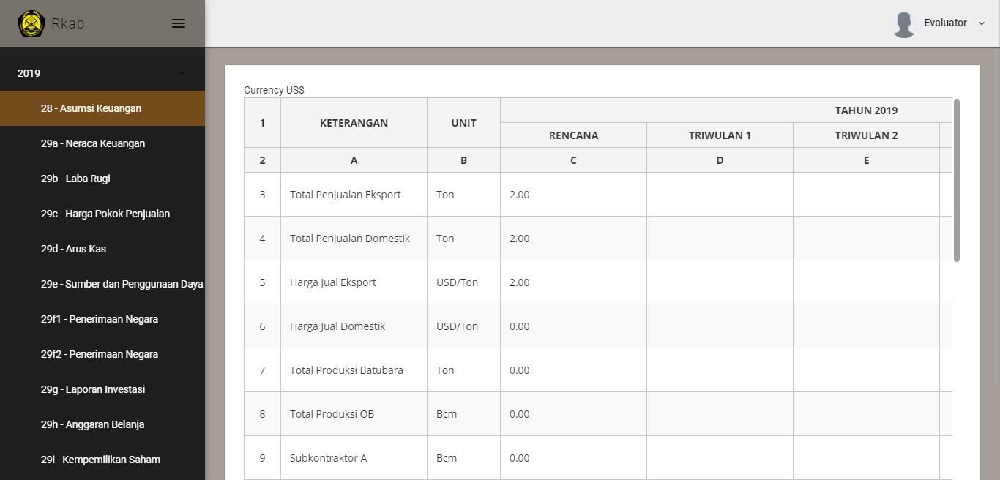 Rkab
Evaluator
2019
28 - Asumsi Keuangan
29a - Neraca Keuangan
29b - Laba Rugi
29c - Harga Pokok Penjualan
29d - Arus Kas
29e - Sumber dan Penggunaan Daya
29f1 - Penerimaan Negara
29f2 - Penerimaan Negara
29g - Laporan Investasi
29h - Anggaran Belanja
29i - Kempemilikan Saham
Currency US$
1 KETERANGAN UNIT TAHUN 2019
RENCANA TRIWULAN 1 TRIWULAN 2
2 A B C D E
3 Total Penjualan Eksport Ton 2.00
4 Total Penjualan Domestik Ton 2.00
5 Harga Jual Eksport USD/Ton 2.00
6 Harga Jual Domestik USD/Ton 0.00
7 Total Produksi Batubara Ton 0.00
8 Total Produksi OB Bcm 0.00
9 Subkontraktor A Bcm 0.00